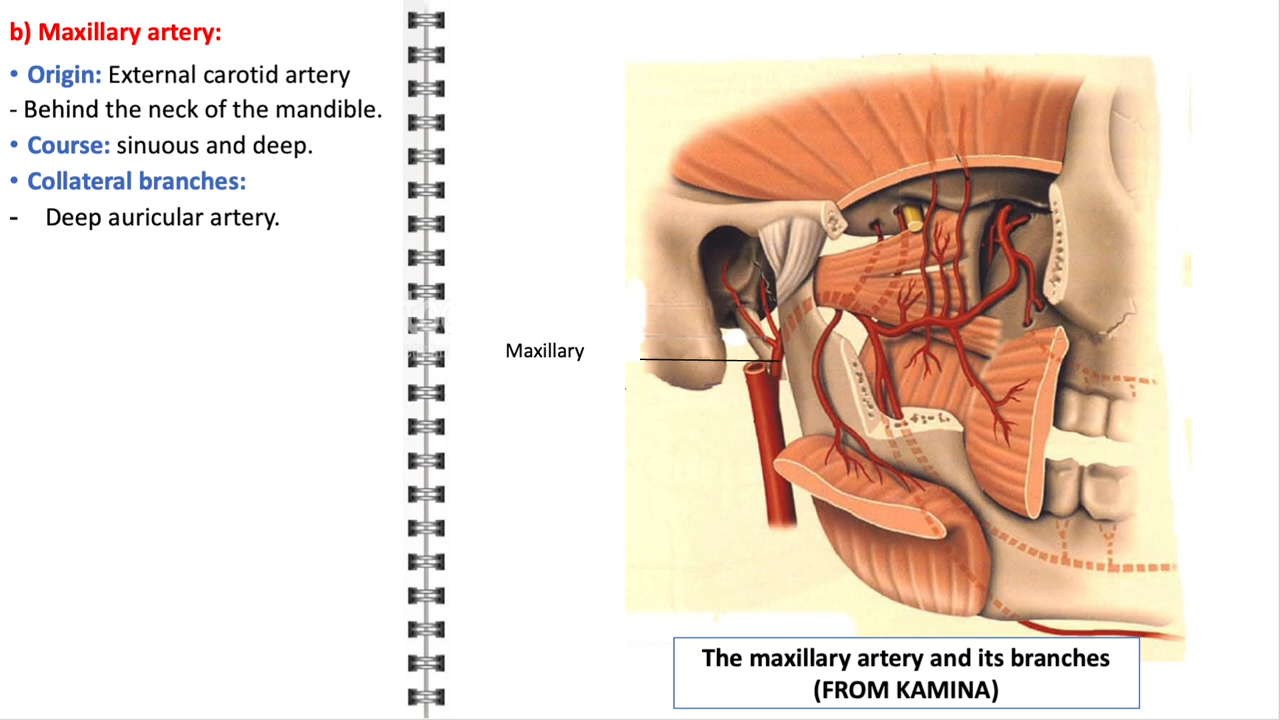 b) Maxillary artery:
• Origin: External carotid artery
- Behind the neck of the mandible.
• Course: sinuous and deep.
• Collateral branches:
- Deep auricular artery.
Maxillary
The maxillary artery and its branches
(FROM KAMINA)